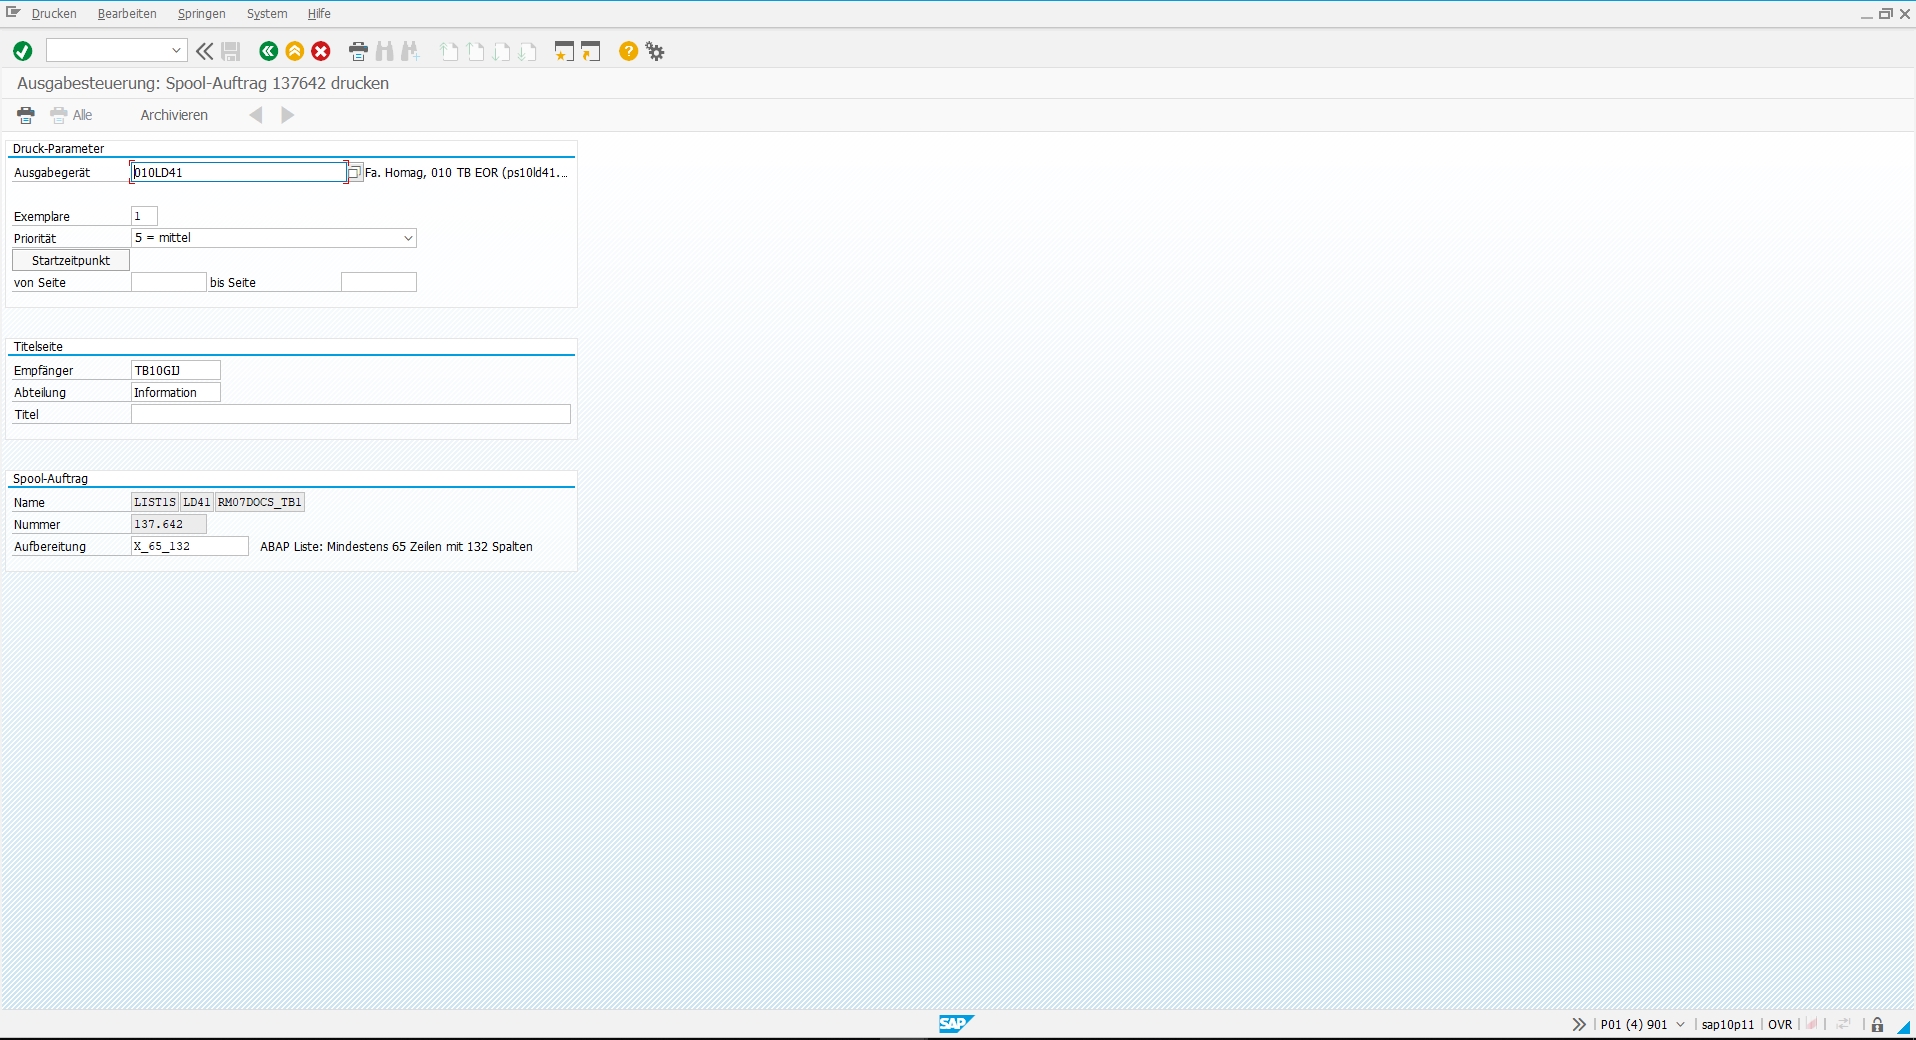 Drucken Bearbeiten Springen System Hilfe
Ausgabesteuerung: Spool-Auftrag 137642 drucken
Alle Archivieren
Druck-Parameter
Ausgabegerät 010LD41 Fa. Homag, 010 TB EOR (ps10ld41....
Exemplare 1
Priorität 5 = mittel
Startzeitpunkt
von Seite bis Seite
Titelseite
Empfänger TB10GIJ
Abteilung Information
Titel
Spool-Auftrag
Name LIST1S LD41 RM07DOCS_TB1
Nummer 137.642
Aufbereitung X_65_132 ABAP Liste: Mindestens 65 Zeilen mit 132 Spalten
SAP P01 (4) 901 sap10p11 OVR